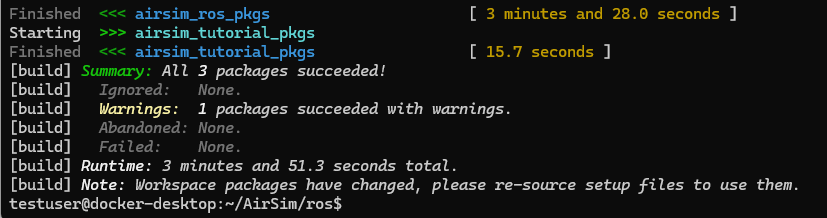 Finished <<< airsim_ros_pkgs [ 3 minutes and 28.0 seconds ]
Starting >>> airsim_tutorial_pkgs
Finished <<< airsim_tutorial_pkgs [ 15.7 seconds ]
[build] Summary: All 3 packages succeeded!
[build] Ignored: None.
[build] Warnings: 1 packages succeeded with warnings.
[build] Abandoned: None.
[build] Failed: None.
[build] Runtime: 3 minutes and 51.3 seconds total.
[build] Note: Workspace packages have changed, please re-source setup files to use them.
testuser@docker-desktop:~/AirSim/ros$